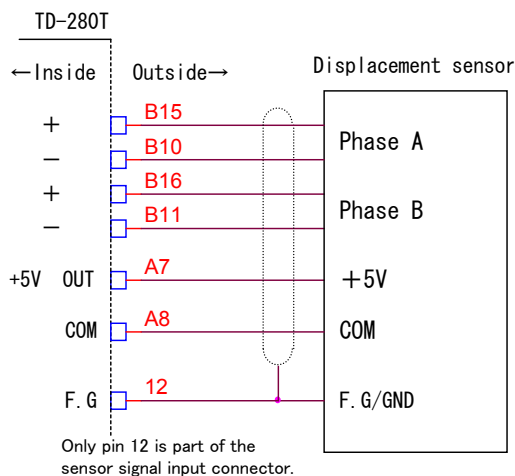 TD-280T
←Inside Outside→ Displacement sensor
+ B15
Phase A
− B10
+ B16
Phase B
− B11
+5V OUT A7 +5V
COM A8 COM
F.G 12 F.G/GND
Only pin 12 is part of the
sensor signal input connector.